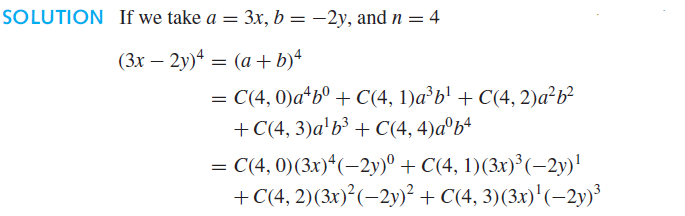 SOLUTION If we take a = 3x, b = −2y, and n = 4
(3x − 2y)⁴ = (a + b)⁴
= C(4, 0)a⁴b⁰ + C(4, 1)a³b¹ + C(4, 2)a²b²
+ C(4, 3)a¹b³ + C(4, 4)a⁰b⁴
= C(4, 0)(3x)⁴(−2y)⁰ + C(4, 1)(3x)³(−2y)¹
+ C(4, 2)(3x)²(−2y)² + C(4, 3)(3x)¹(−2y)³